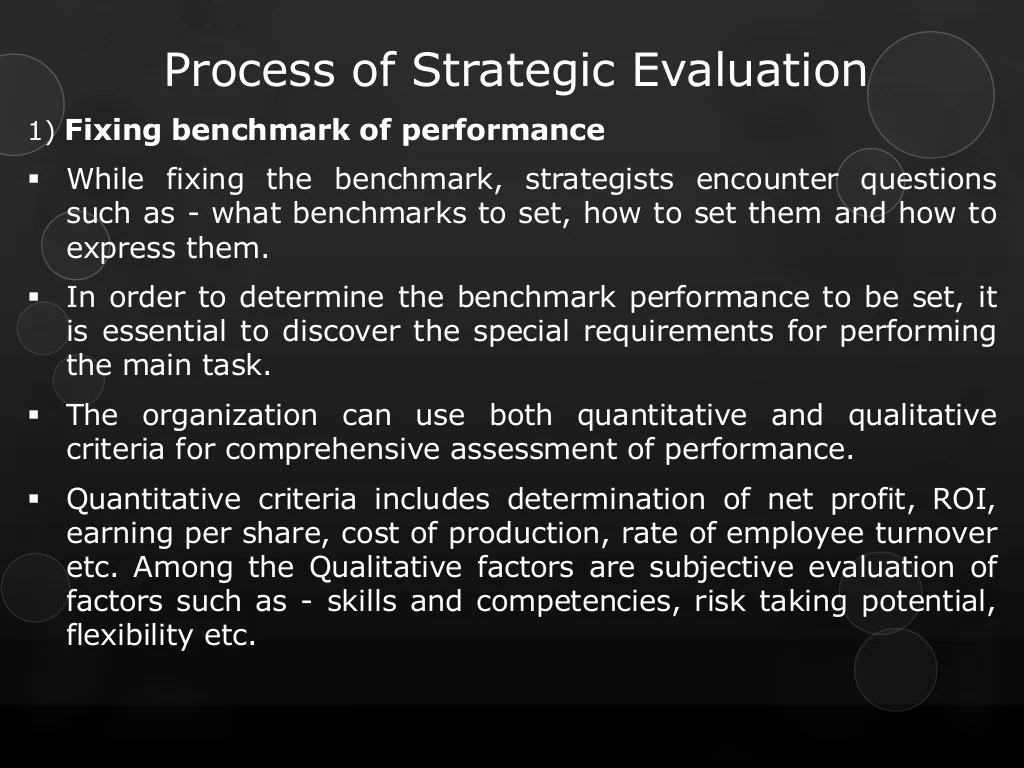 Process of Strategic Evaluation
1) Fixing benchmark of performance
▪ While fixing the benchmark, strategists encounter questions
such as - what benchmarks to set, how to set them and how to
express them.
▪ In order to determine the benchmark performance to be set, it
is essential to discover the special requirements for performing
the main task.
▪ The organization can use both quantitative and qualitative
criteria for comprehensive assessment of performance.
▪ Quantitative criteria includes determination of net profit, ROI,
earning per share, cost of production, rate of employee turnover
etc. Among the Qualitative factors are subjective evaluation of
factors such as - skills and competencies, risk taking potential,
flexibility etc.